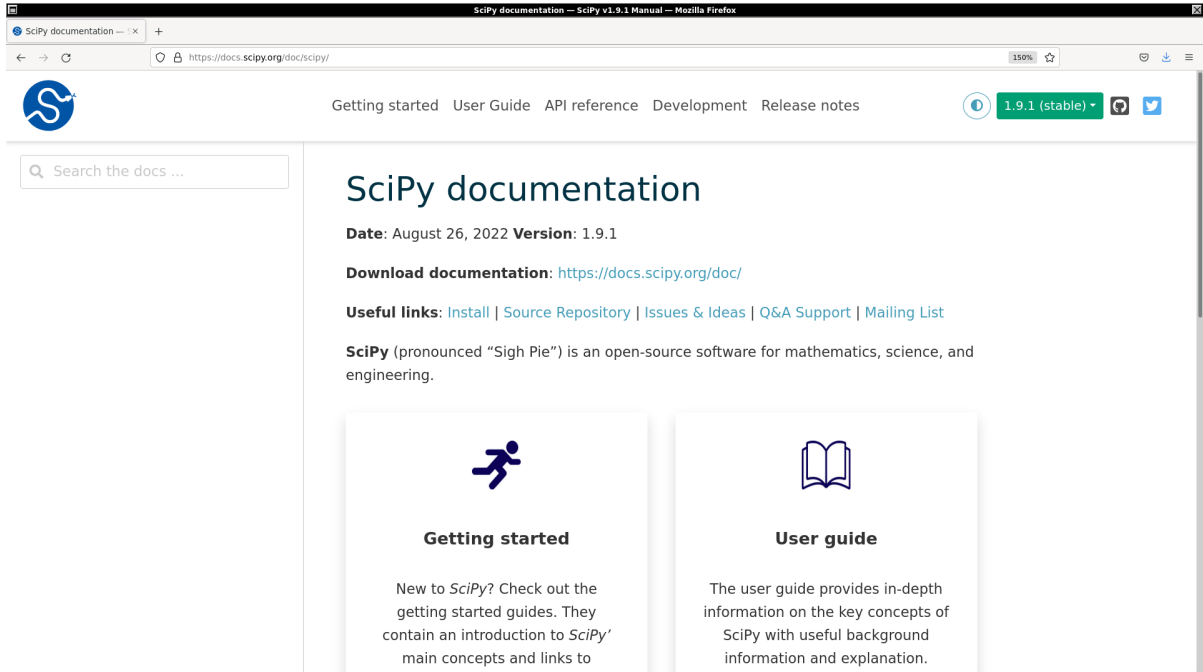 SciPy documentation — SciPy v1.9.1 Manual — Mozilla Firefox
SciPy documentation —
https://docs.scipy.org/doc/scipy/
150%
Getting started User Guide API reference Development Release notes
1.9.1 (stable)
Search the docs ...
SciPy documentation
Date: August 26, 2022 Version: 1.9.1
Download documentation: https://docs.scipy.org/doc/
Useful links: Install | Source Repository | Issues & Ideas | Q&A Support | Mailing List
SciPy (pronounced “Sigh Pie”) is an open-source software for mathematics, science, and
engineering.
Getting started
New to SciPy? Check out the
getting started guides. They
contain an introduction to SciPy’
main concepts and links to
User guide
The user guide provides in-depth
information on the key concepts of
SciPy with useful background
information and explanation.